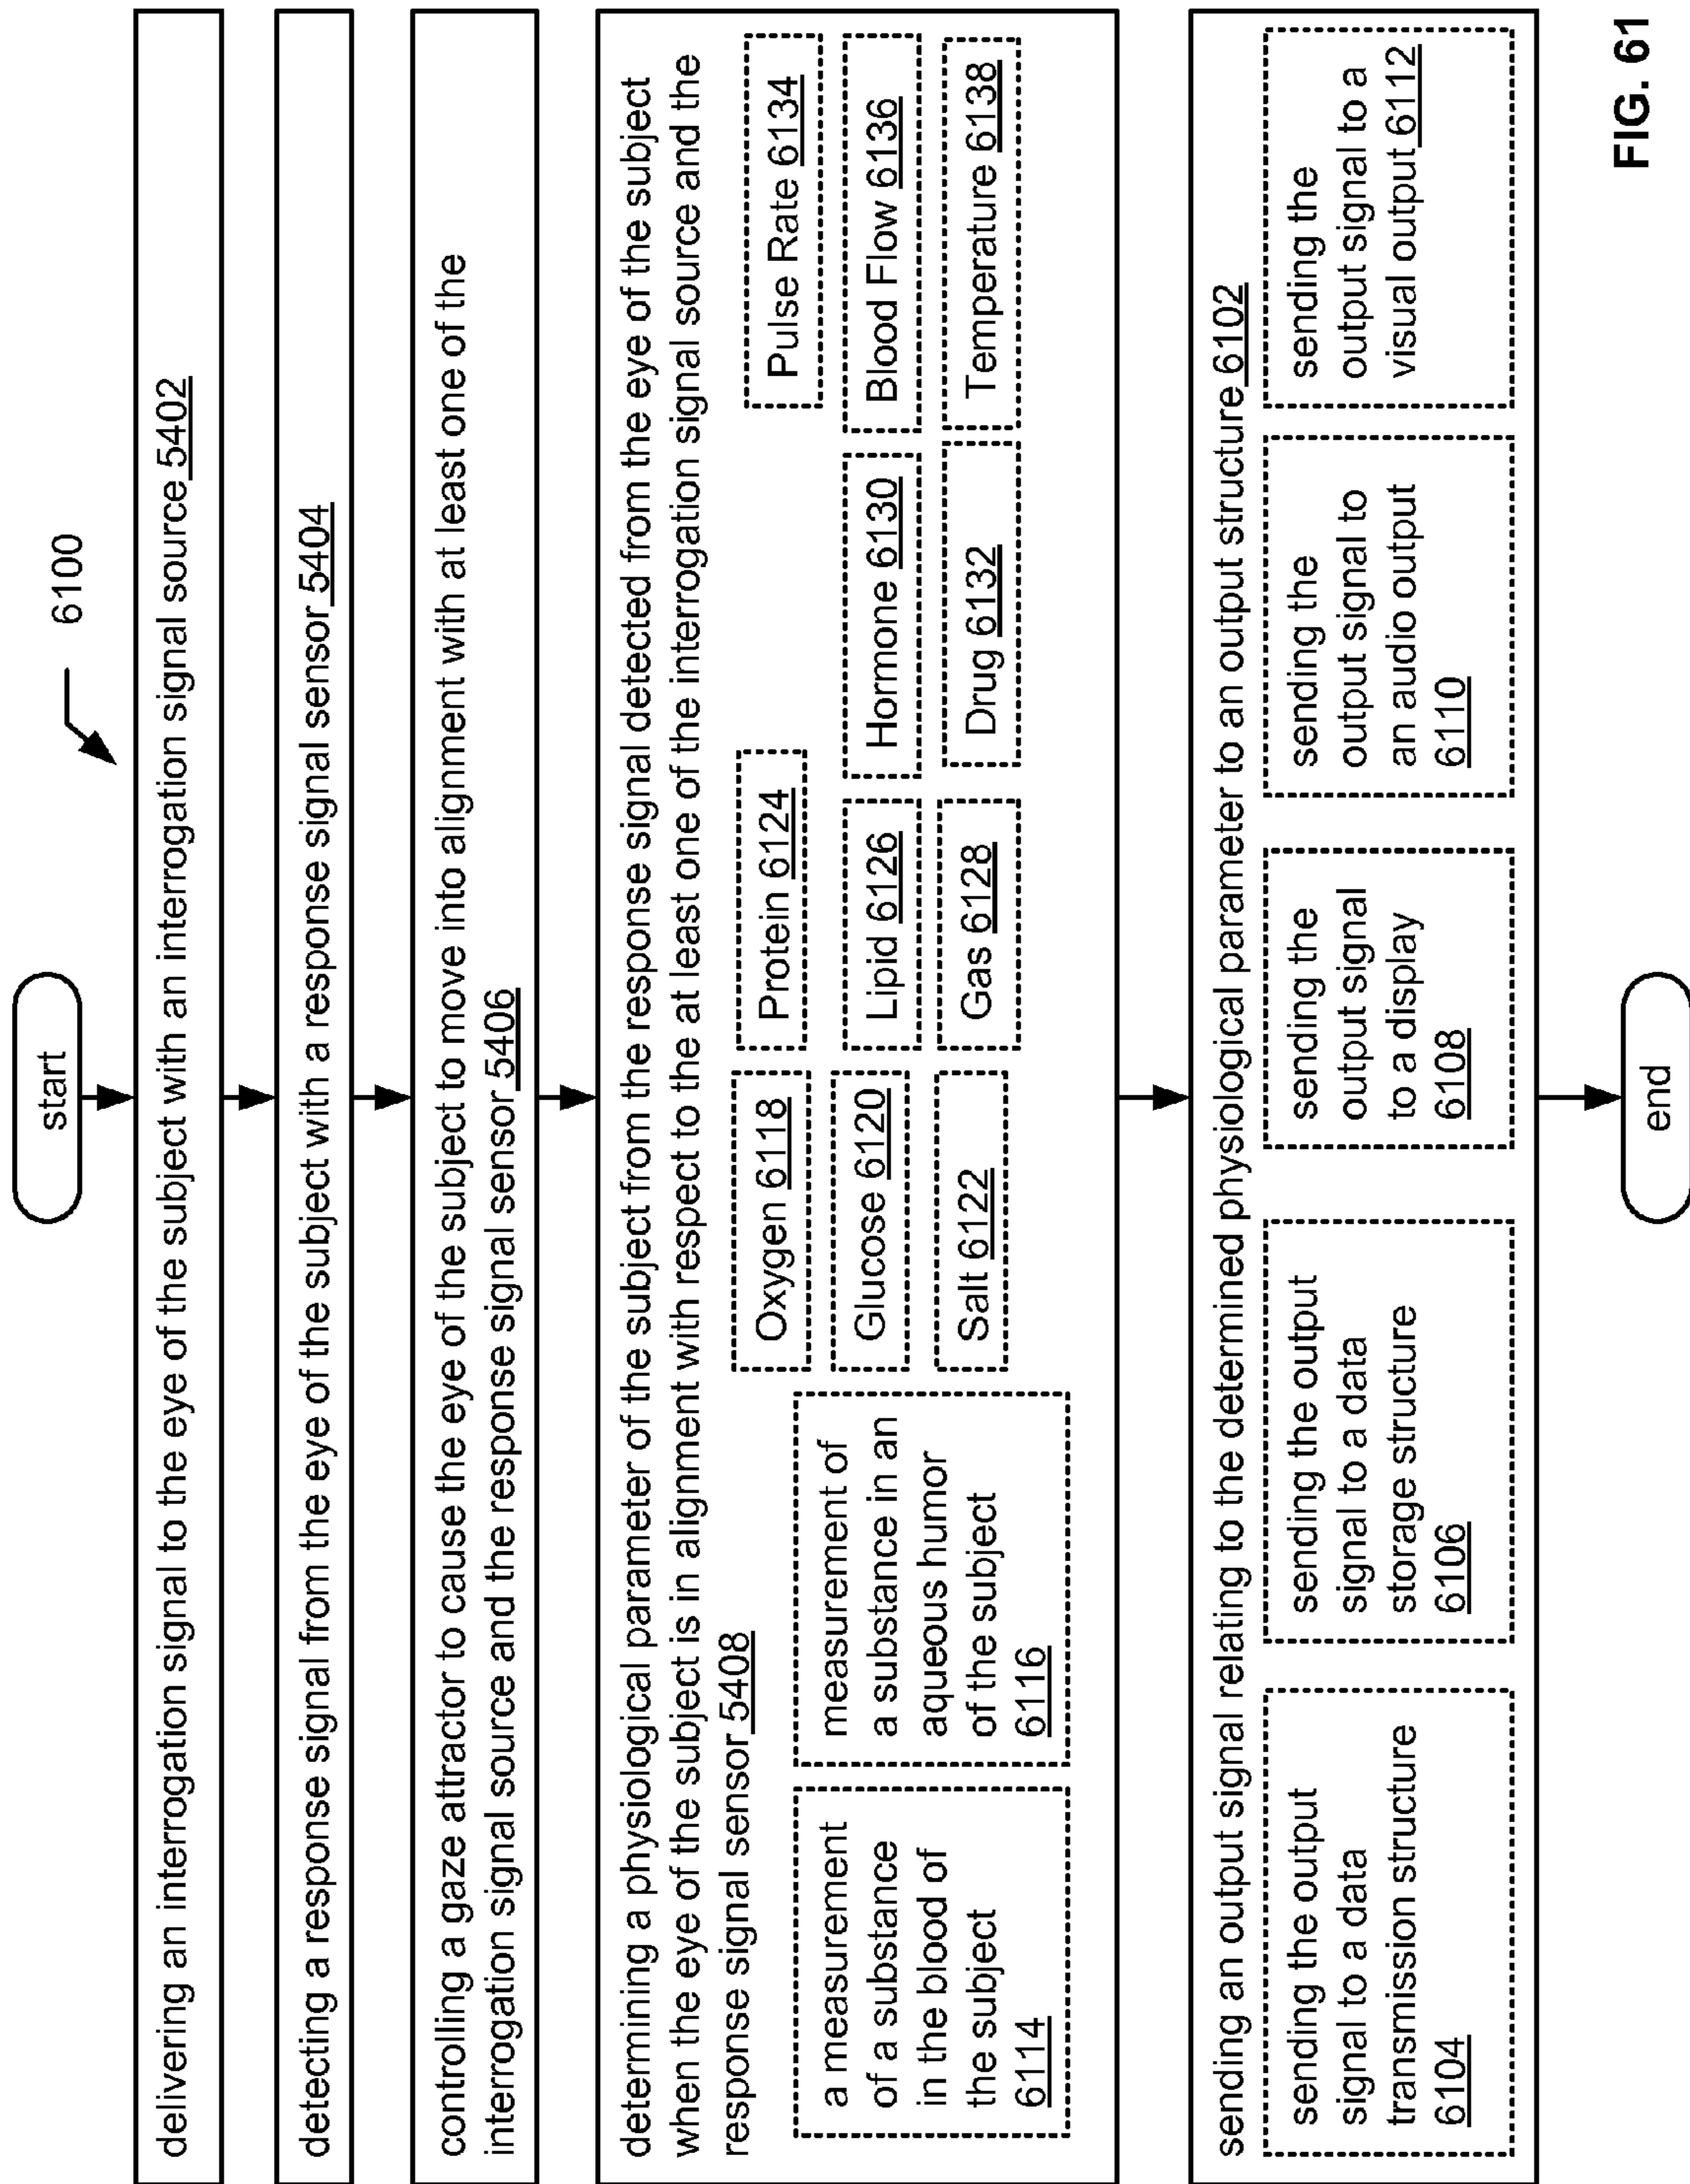 6100
start
delivering an interrogation signal to the eye of the subject with an interrogation signal source 5402
detecting a response signal from the eye of the subject with a response signal sensor 5404
controlling a gaze attractor to cause the eye of the subject to move into alignment with at least one of the
interrogation signal source and the response signal sensor 5406
determining a physiological parameter of the subject from the response signal detected from the eye of the subject
when the eye of the subject is in alignment with respect to the at least one of the interrogation signal source and the
response signal sensor 5408
a measurement
of a substance
in the blood of
the subject
6114
measurement of
a substance in an
aqueous humor
of the subject
6116
Oxygen 6118
Glucose 6120
Salt 6122
Protein 6124
Lipid 6126
Gas 6128
Hormone 6130
Drug 6132
Pulse Rate 6134
Blood Flow 6136
Temperature 6138
sending an output signal relating to the determined physiological parameter to an output structure 6102
sending the output
signal to a data
transmission structure
6104
sending the output
signal to a data
storage structure
6106
sending the
output signal
to a display
6108
sending the
output signal to
an audio output
6110
sending the
output signal to a
visual output 6112
end
FIG. 61